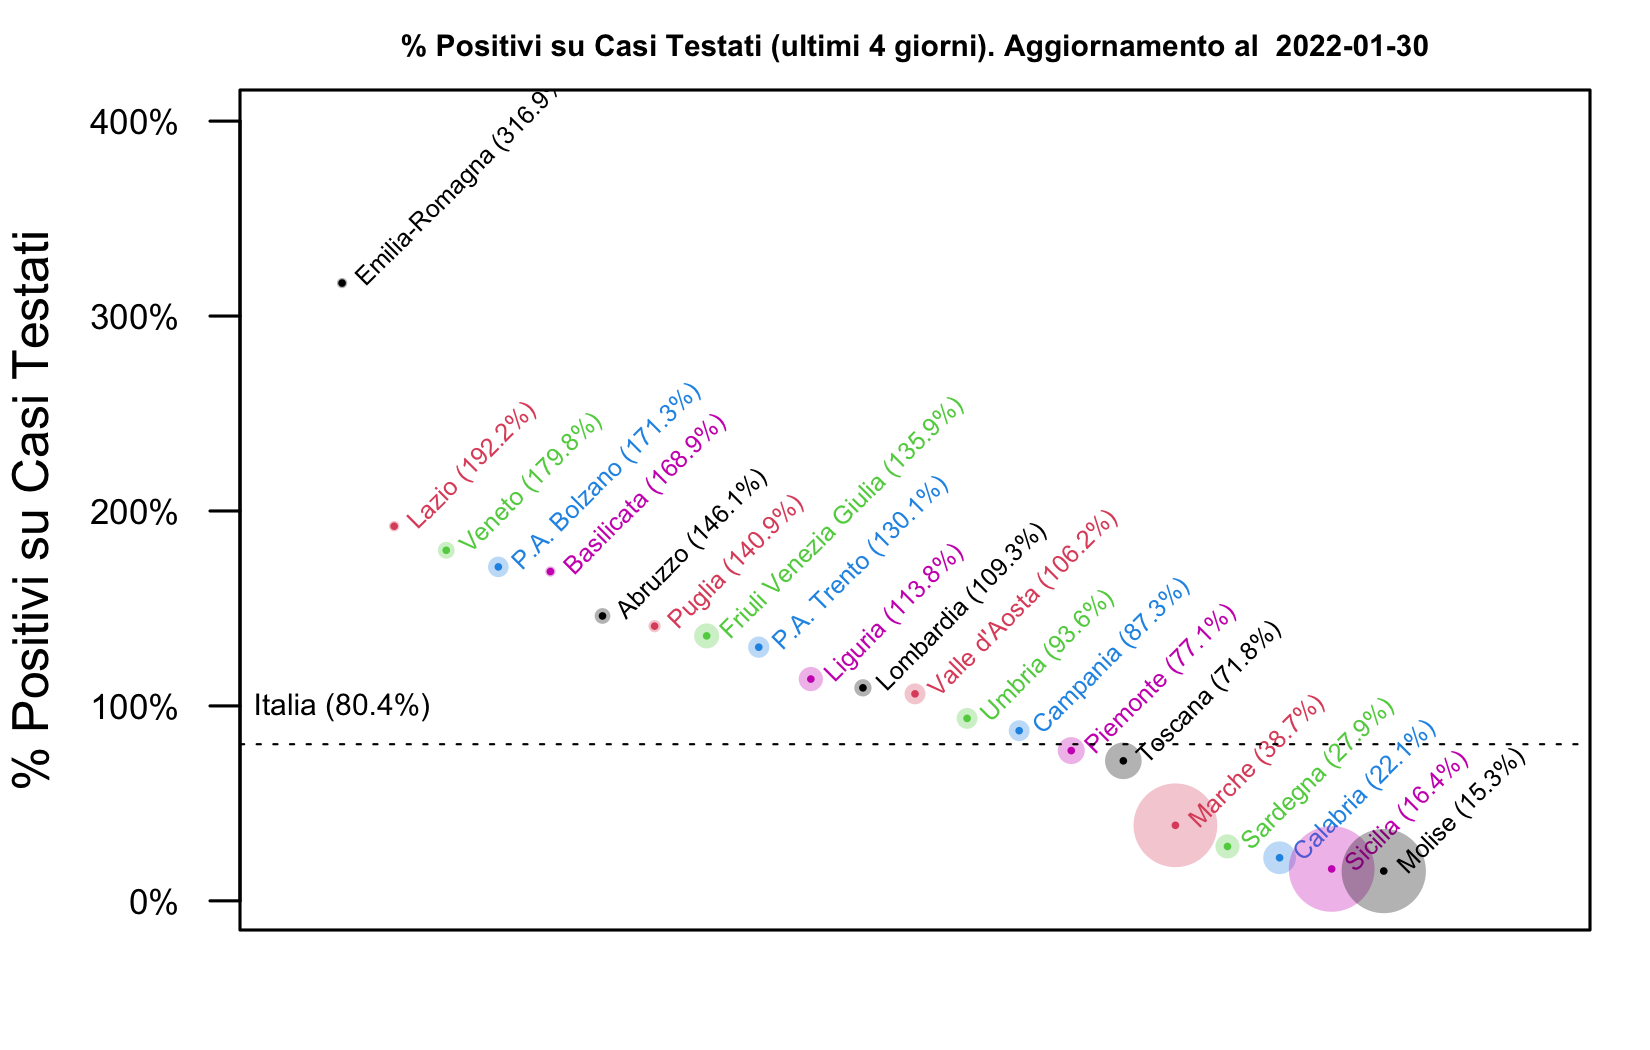 % Positivi su Casi Testati (ultimi 4 giorni). Aggiornamento al  2022-01-30
% Positivi su Casi Testati
400%
300%
200%
100%
0%
Emilia-Romagna (316.9%
Lazio (192.2%)
Veneto (179.8%)
P.A. Bolzano (171.3%)
Basilicata (168.9%)
Abruzzo (146.1%)
Puglia (140.9%)
Friuli Venezia Giulia (135.9%)
P.A. Trento (130.1%)
Liguria (113.8%)
Lombardia (109.3%)
Valle d'Aosta (106.2%)
Umbria (93.6%)
Campania (87.3%)
Piemonte (77.1%)
Toscana (71.8%)
Marche (38.7%)
Sardegna (27.9%)
Calabria (22.1%)
Sicilia (16.4%)
Molise (15.3%)
Italia (80.4%)